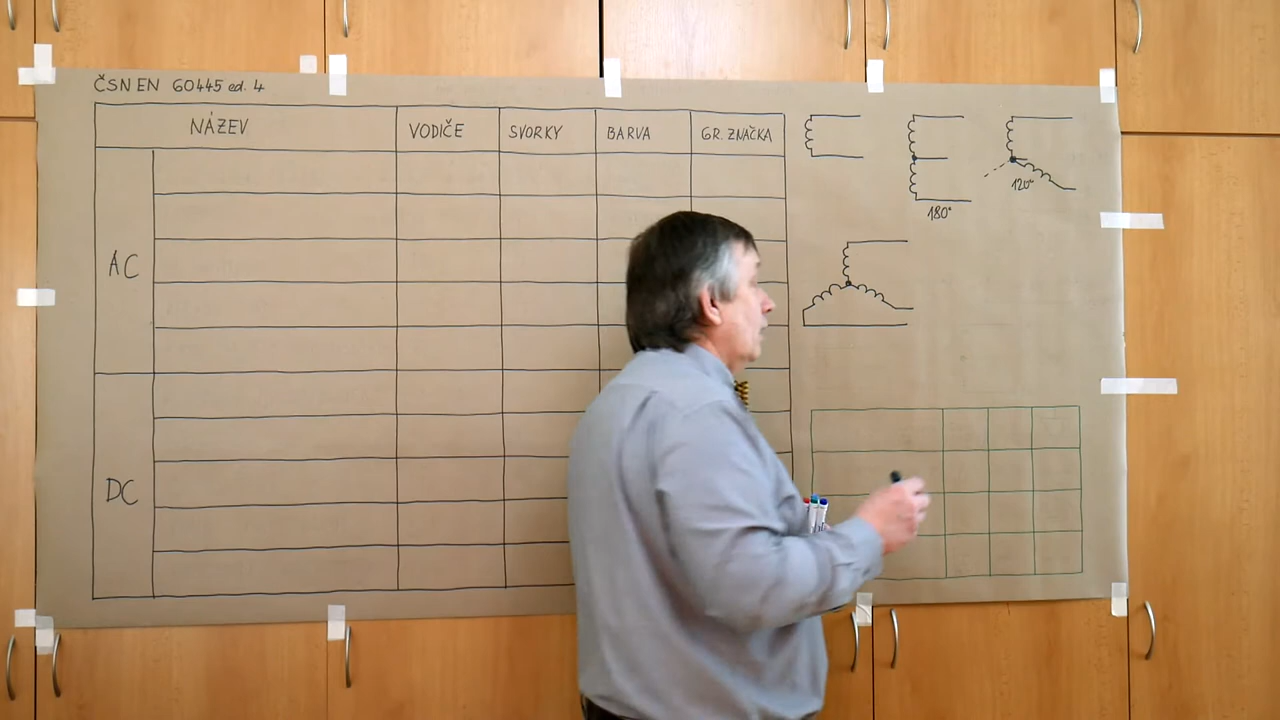 ČSN EN 60445 ed. 4
NÁZEV VODIČE SVORKY BARVA GR. ZNAČKA
AC
DC
180°
120°